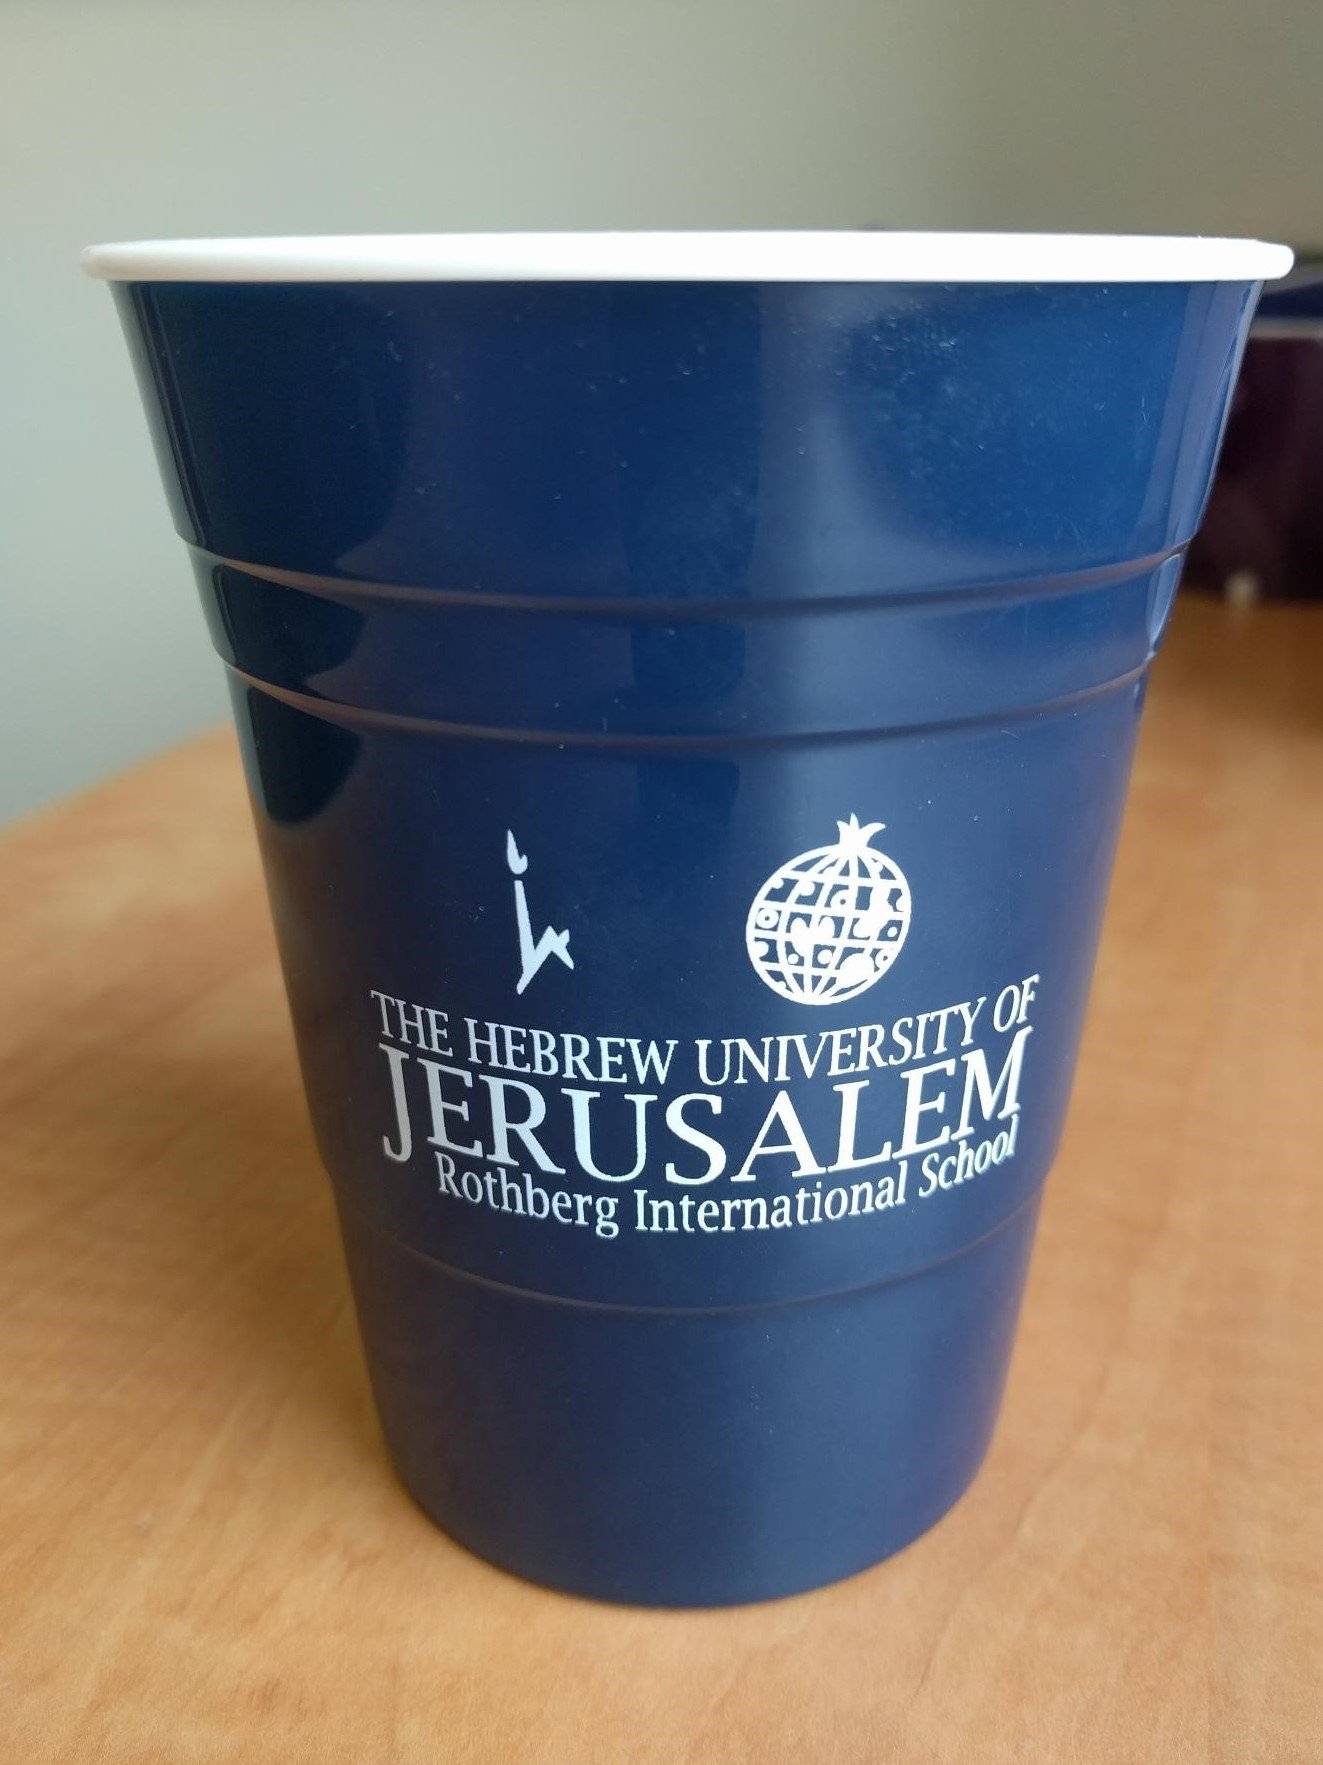 THE HEBREW UNIVERSITY OF
JERUSALEM
Rothberg International School